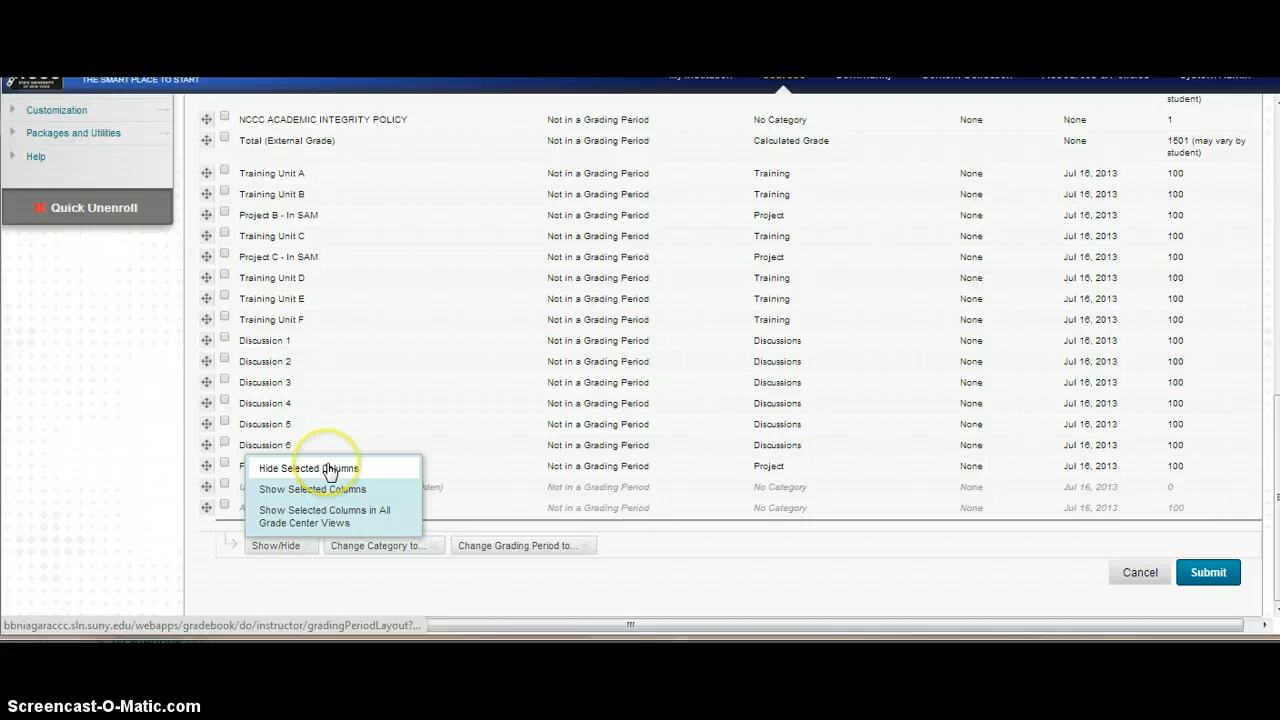 THE SMART PLACE TO START
Customization
Packages and Utilities
Help
Quick Unenroll
student)
NCCC ACADEMIC INTEGRITY POLICY Not in a Grading Period No Category None None 1
Total (External Grade) Not in a Grading Period Calculated Grade None 1501 (may vary by
student)
Training Unit A Not in a Grading Period Training None Jul 16, 2013 100
Training Unit B Not in a Grading Period Training None Jul 16, 2013 100
Project B - In SAM Not in a Grading Period Project None Jul 16, 2013 100
Training Unit C Not in a Grading Period Training None Jul 16, 2013 100
Project C - In SAM Not in a Grading Period Project None Jul 16, 2013 100
Training Unit D Not in a Grading Period Training None Jul 16, 2013 100
Training Unit E Not in a Grading Period Training None Jul 16, 2013 100
Training Unit F Not in a Grading Period Training None Jul 16, 2013 100
Discussion 1 Not in a Grading Period Discussions None Jul 16, 2013 100
Discussion 2 Not in a Grading Period Discussions None Jul 16, 2013 100
Discussion 3 Not in a Grading Period Discussions None Jul 16, 2013 100
Discussion 4 Not in a Grading Period Discussions None Jul 16, 2013 100
Discussion 5 Not in a Grading Period Discussions None Jul 16, 2013 100
Discussion 6 Not in a Grading Period Discussions None Jul 16, 2013 100
Not in a Grading Period Project None Jul 16, 2013 100
Not in a Grading Period No Category None Jul 16, 2013 0
Not in a Grading Period No Category None Jul 16, 2013 100
Hide Selected Columns
Show Selected Columns
Show Selected Columns in All
Grade Center Views
Show/Hide Change Category to... Change Grading Period to...
Cancel Submit
bbniagaraccc.sln.suny.edu/webapps/gradebook/do/instructor/gradingPeriodLayout?...
Screencast-O-Matic.com